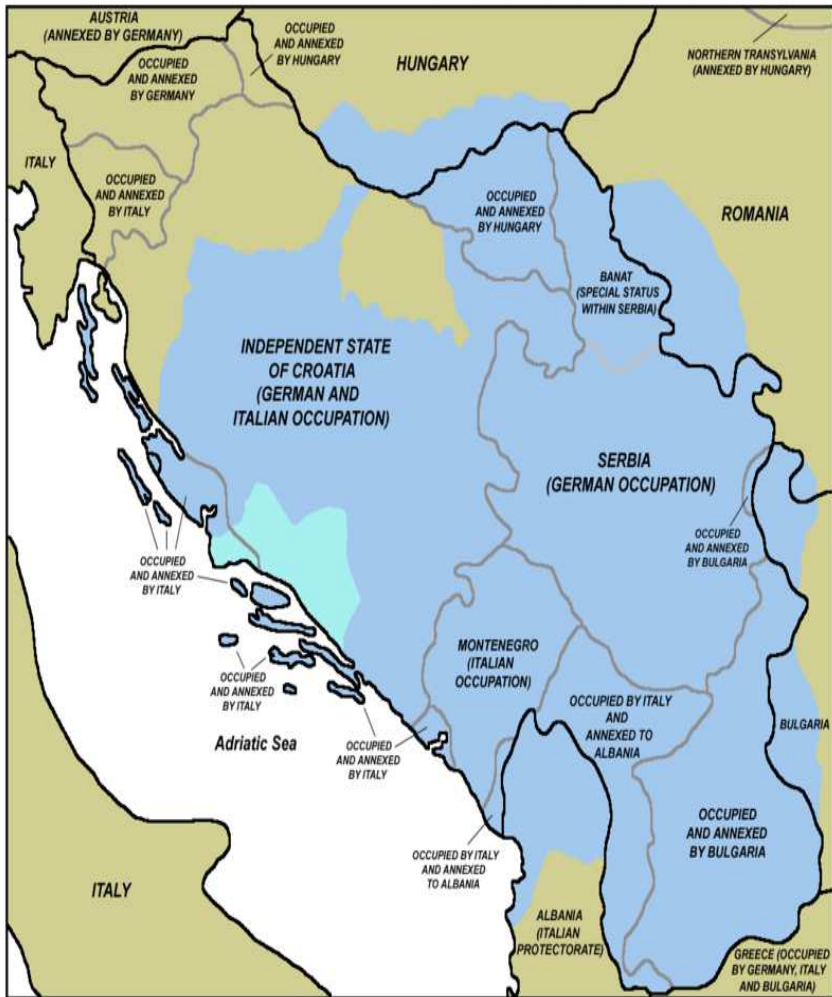 AUSTRIA
(ANNEXED BY GERMANY)
OCCUPIED
AND ANNEXED
BY HUNGARY
HUNGARY
NORTHERN TRANSYLVANIA
(ANNEXED BY HUNGARY)
OCCUPIED
AND ANNEXED
BY GERMANY
ITALY
OCCUPIED
AND ANNEXED
BY ITALY
OCCUPIED
AND ANNEXED
BY HUNGARY
ROMANIA
BANAT
(SPECIAL STATUS
WITHIN SERBIA)
INDEPENDENT STATE
OF CROATIA
(GERMAN AND
ITALIAN OCCUPATION)
SERBIA
(GERMAN OCCUPATION)
OCCUPIED
AND ANNEXED
BY BULGARIA
OCCUPIED
AND ANNEXED
BY ITALY
MONTENEGRO
(ITALIAN
OCCUPATION)
OCCUPIED
AND ANNEXED
BY ITALY
OCCUPIED BY ITALY
AND
ANNEXED TO
ALBANIA
BULGARIA
Adriatic Sea
OCCUPIED
AND ANNEXED
BY ITALY
OCCUPIED
AND ANNEXED
BY BULGARIA
OCCUPIED BY ITALY
AND ANNEXED
TO ALBANIA
ITALY
ALBANIA
(ITALIAN
PROTECTORATE)
GREECE (OCCUPIED
BY GERMANY, ITALY
AND BULGARIA)